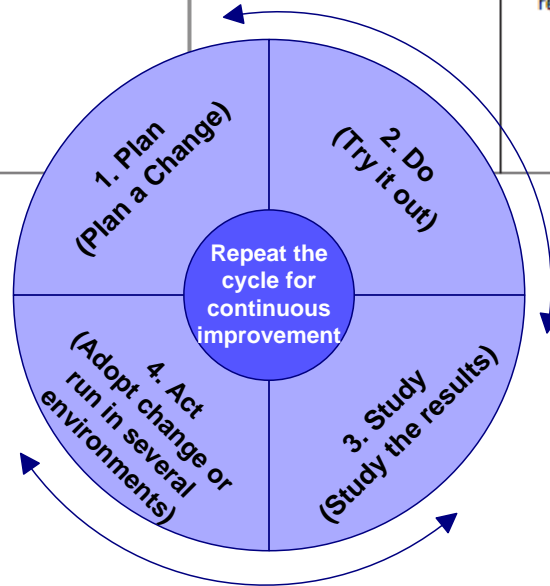 1. Plan
(Plan a Change)
2. Do
(Try it out)
Repeat the
cycle for
continuous
improvement
3. Study
(Study the results)
4. Act
(Adopt change or
run in several
environments)